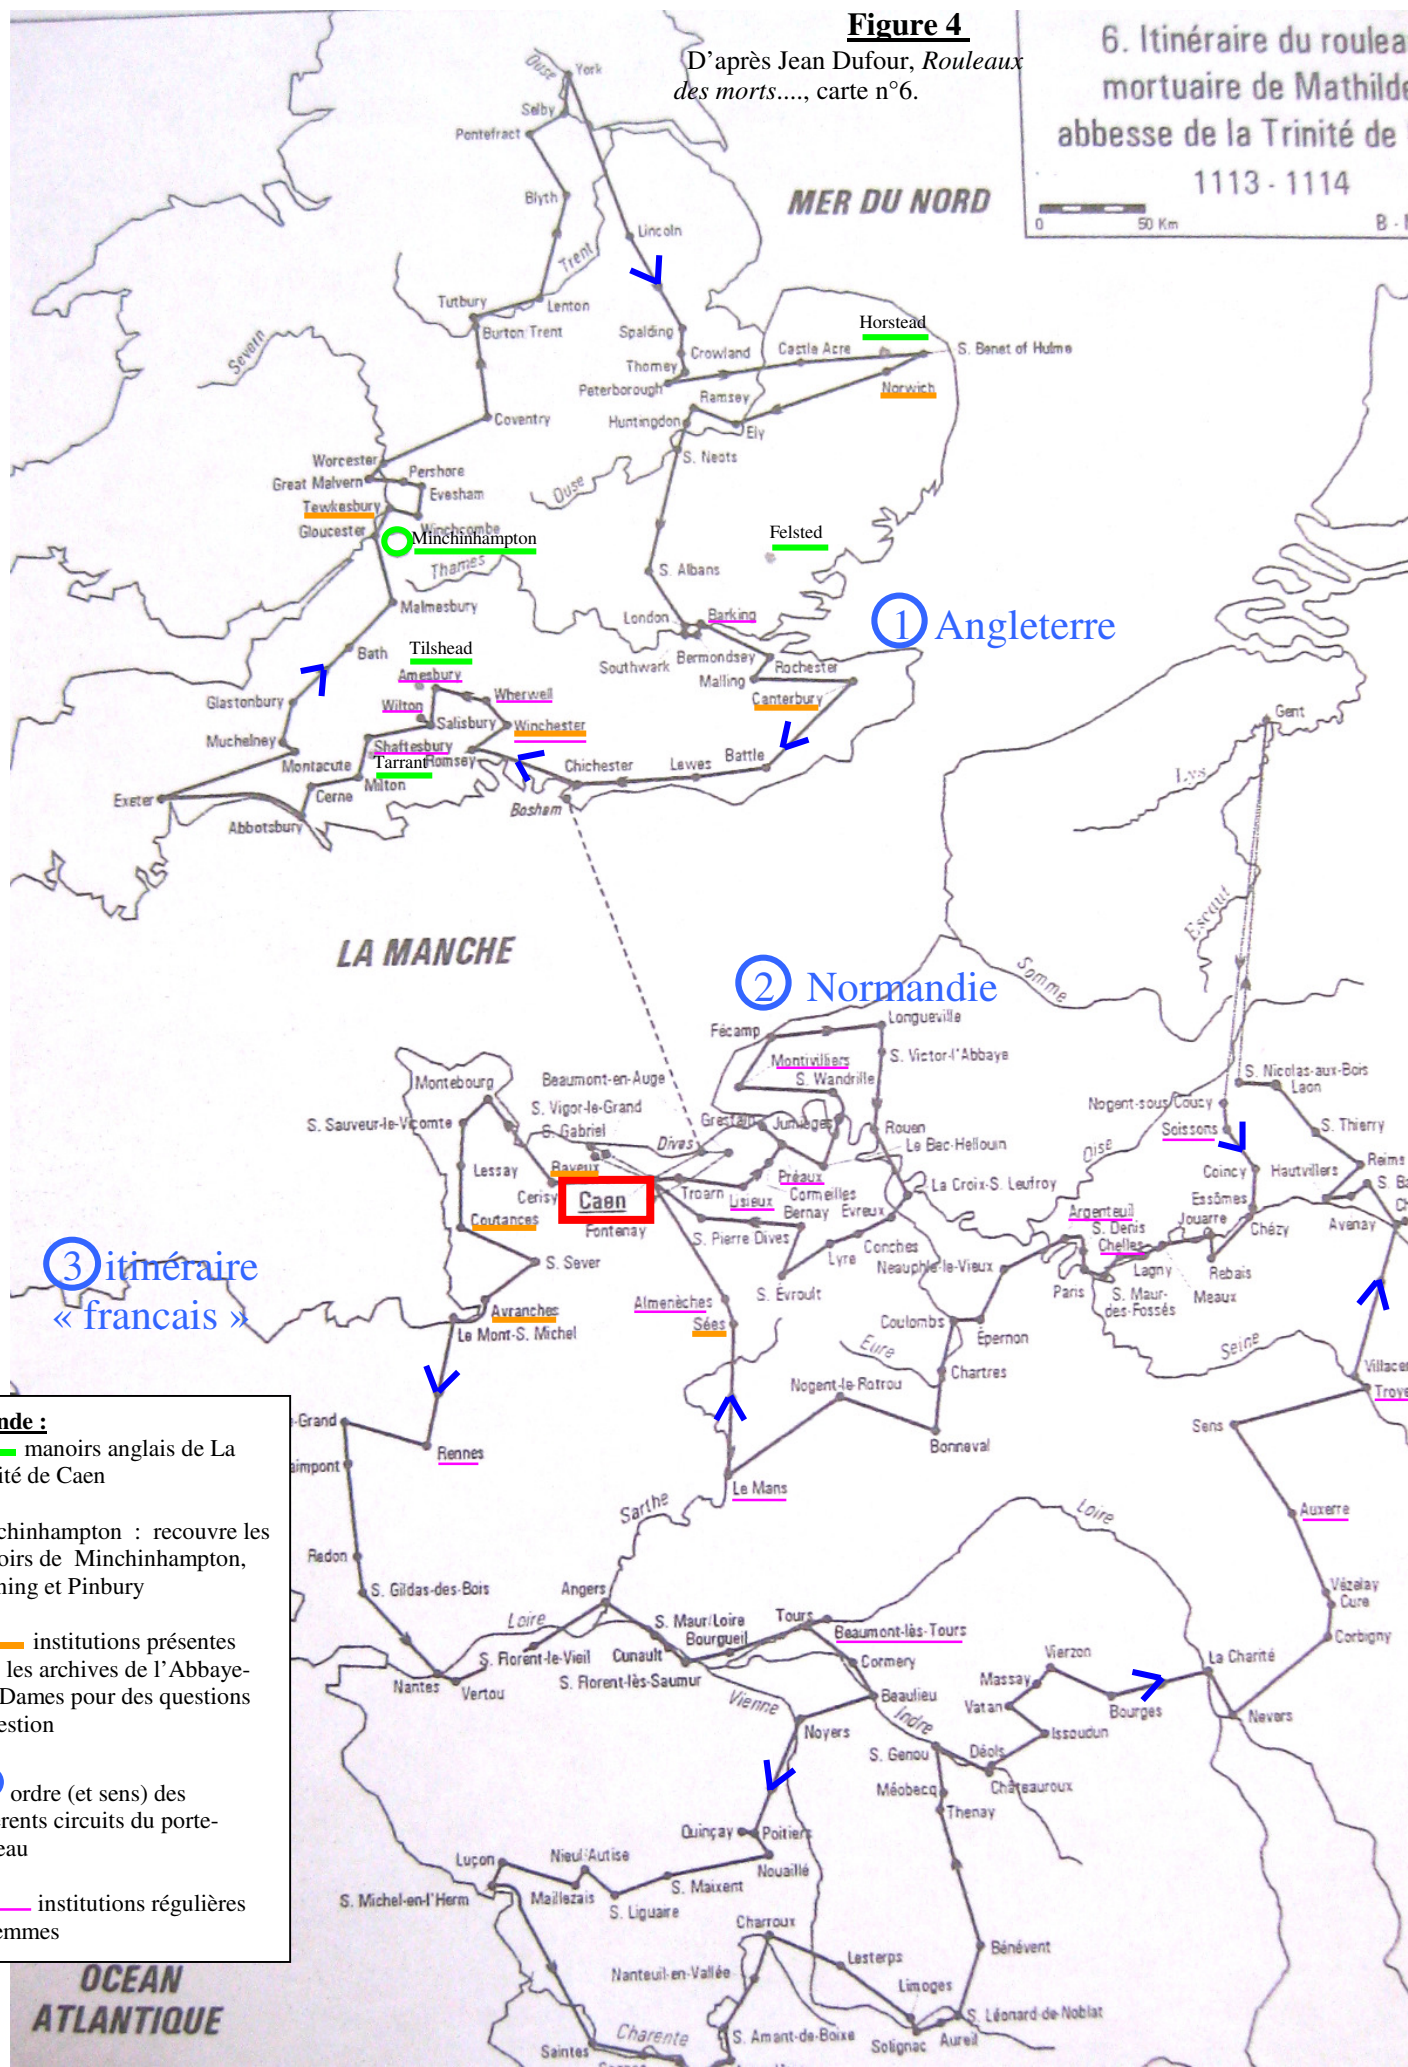 Figure 4
D'après Jean Dufour, Rouleaux
des morts...., carte n°6.
6. Itinéraire du roulea
mortuaire de Mathilde
abbesse de la Trinité de
1113 - 1114
0 50 Km
B -
MER DU NORD
Ouse
York
Selby
Pontefract
Blyth
Lincoln
Trent
Tutbury
Lenton
Burton Trent
Spalding
Horstead
Severn
Thorney
Crowland
Castle Acre
S. Benet of Hulme
Peterborough
Norwich
Ramsey
Coventry
Huntingdon
Ely
Worcester
S. Neots
Great Malvern
Pershore
Evesham
Ouse
Tewkesbury
Gloucester
Winchcombe
Minchinhampton
Felsted
Thames
S. Albans
Malmesbury
London
Barking
1 Angleterre
Bath
Tilshead
Southwark
Bermondsey
Rochester
Amesbury
Malling
Glastonbury
Wilton
Wherwell
Canterbury
Salisbury
Winchester
Gent
Muchelney
Shaftesbury
Romsey
Montacute
Tarrant
Chichester
Lewes
Battle
Lys
Exeter
Cerne
Milton
Bosham
Abbotsbury
Escaut
LA MANCHE
Somme
2 Normandie
Fécamp
Longueville
Montivilliers
S. Victor-l'Abbaye
Montebourg
Beaumont-en-Auge
S. Wandrille
S. Nicolas-aux-Bois
Laon
S. Vigor-le-Grand
Nogent-sous-Coucy
S. Sauveur-le-Vicomte
S. Gabriel
Dives
Grestain
Jumièges
Rouen
Soissons
S. Thierry
Le Bec-Hellouin
Oise
Lessay
Bayeux
Préaux
Coincy
Hautvillers
Reims
Cerisy
Caen
Troarn
Lisieux
Cormeilles
La Croix-S. Leufroy
Essômes
S. Ba
Coutances
Fontenay
Bernay
Evreux
Argenteuil
Jouarre
Chézy
Avenay
S. Pierre Dives
Conches
S. Denis
Chelles
3 itinéraire
« francais »
S. Sever
Lyre
Neauphle-le-Vieux
Lagny
Rebais
S. Evroult
Paris
S. Maur-
des-Fossés
Meaux
Avranches
Almenèches
Sées
Coulombs
Épernon
Le Mont-S. Michel
Eure
Seine
Chartres
Nogent-le-Rotrou
Villacer
Troye
-Grand
Rennes
Bonneval
Sens
aimpont
Le Mans
Sarthe
Loire
Auxerre
Redon
S. Gildas-des-Bois
Angers
Vézelay
Cure
Loire
S. Maur/Loire
Tours
Bourgueil
Beaumont-lès-Tours
Corbigny
S. Florent-le-Vieil
Cunault
Cormery
Vierzon
La Charité
Nantes
Vertou
S. Florent-lès-Saumur
Massay
Vienne
Beaulieu
Vatan
Bourges
Nevers
Noyers
Indre
Issoudun
S. Genou
Déols
Méobecq
Châteauroux
Thenay
Quinçay
Poitiers
Luçon
Nieul/Autise
Nouaillé
S. Michel-en-l'Herm
Maillezais
S. Maixent
S. Liguaire
Charroux
Lesterps
Bénévent
Nanteuil-en-Vallée
Limoges
S. Léonard-de-Noblat
S. Amant-de-Boixe
Solignac
Aureil
Charente
Saintes
OCEAN
ATLANTIQUE
nde :
manoirs anglais de La
ité de Caen
chinhampton : recouvre les
oirs de Minchinhampton,
ning et Pinbury
institutions présentes
les archives de l'Abbaye-
Dames pour des questions
estion
ordre (et sens) des
érents circuits du porte-
eau
institutions régulières
emmes